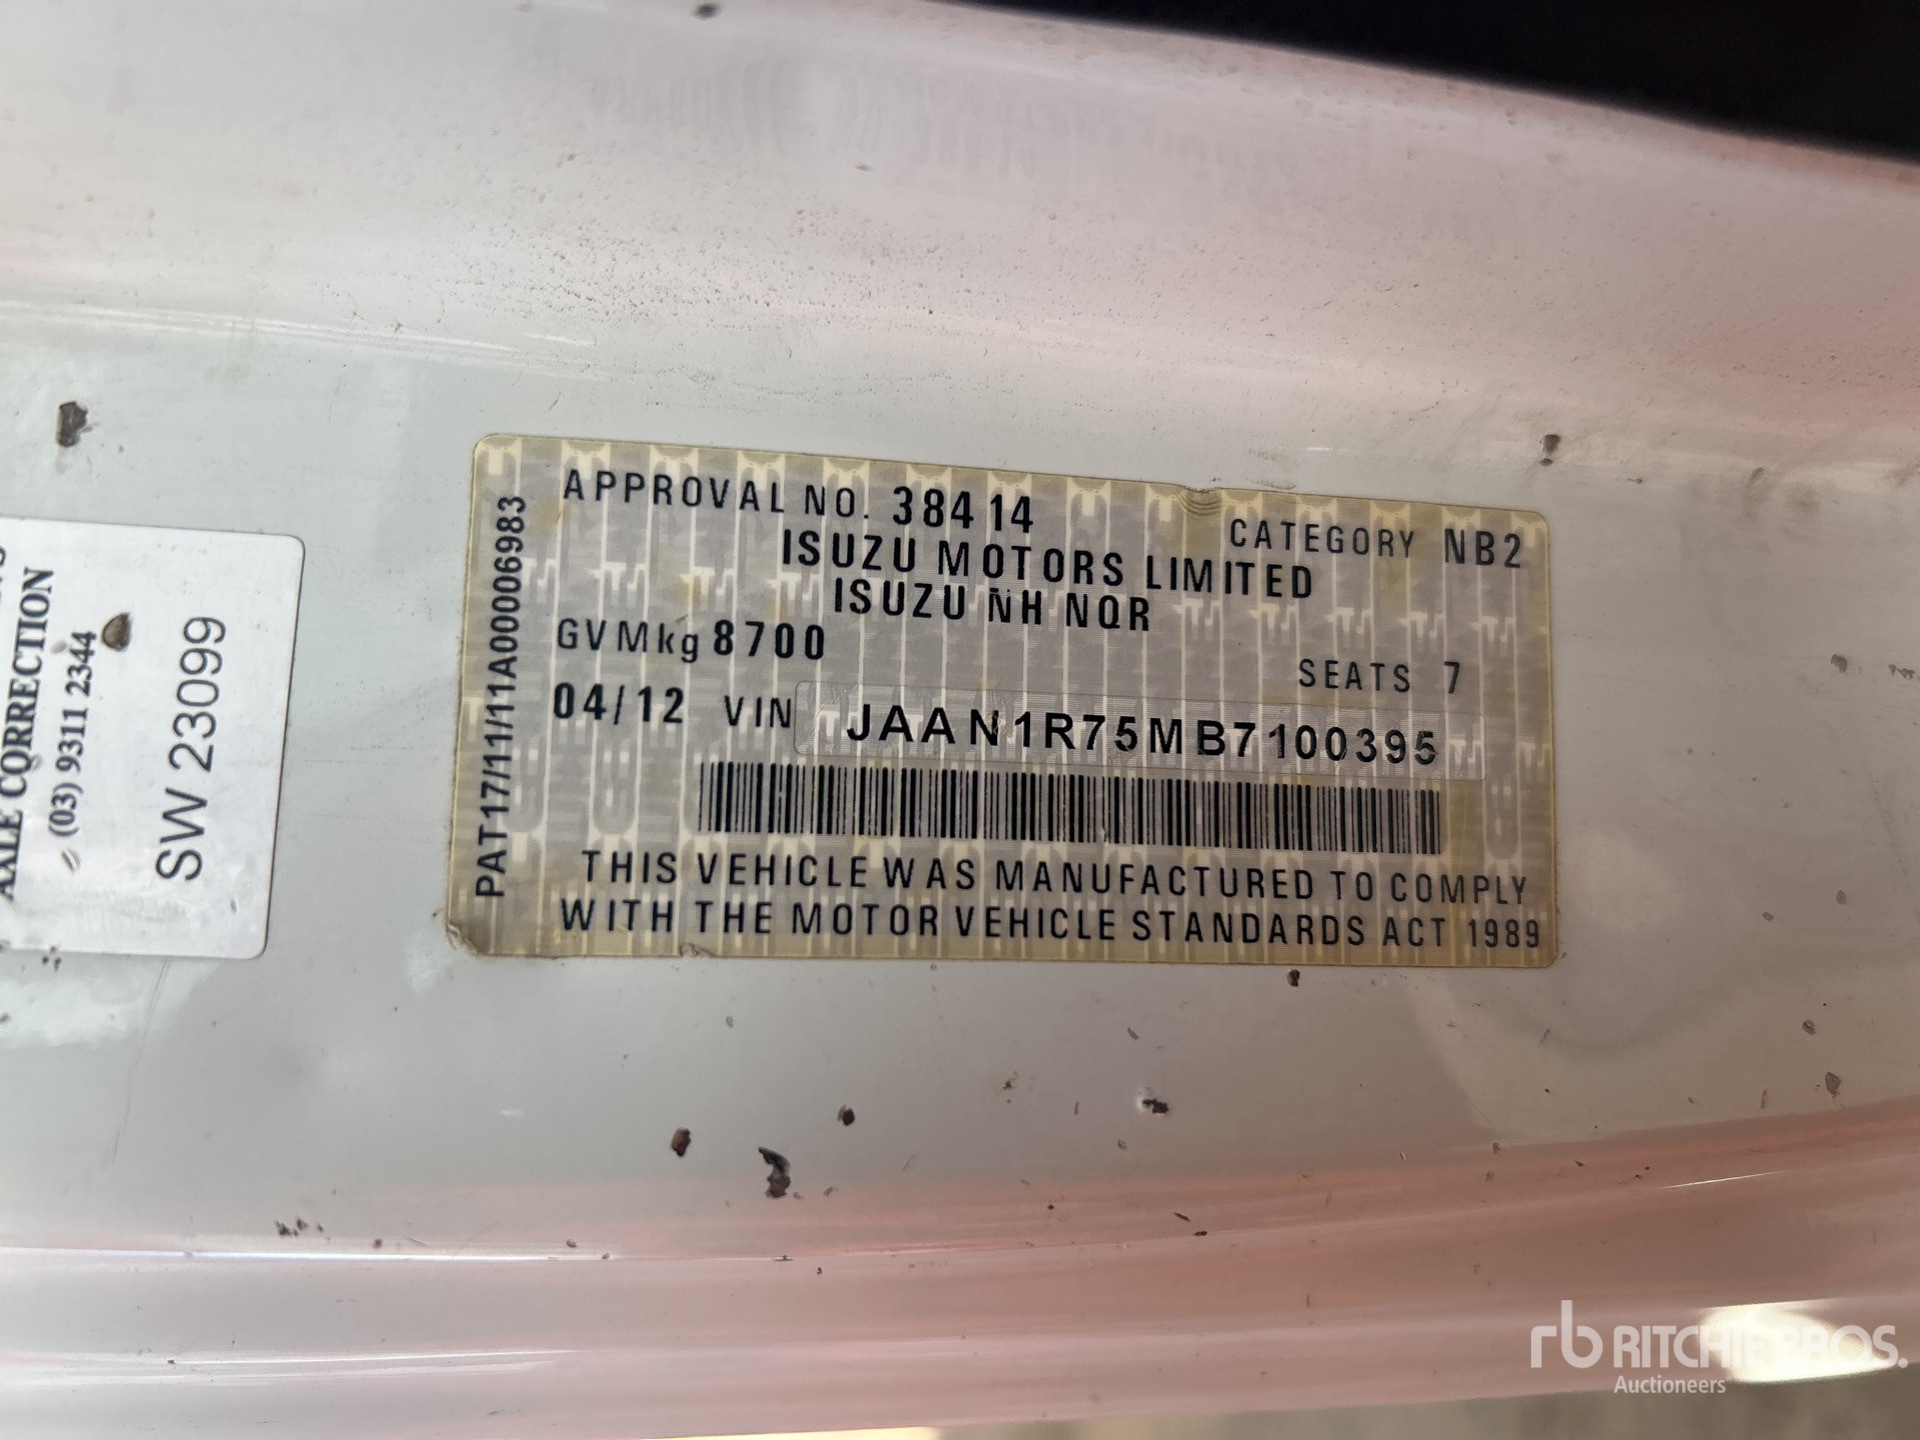 AXLE CORRECTION
(03) 9311 2344
SW 23099
PAT17/11/11A00006983
APPROVAL NO. 38414
CATEGORY NB2
ISUZU MOTORS LIMITED
ISUZU NH NQR
GVMkg 8700
SEATS 7
04/12 VIN JAAN1R75MB7100395
THIS VEHICLE WAS MANUFACTURED TO COMPLY
WITH THE MOTOR VEHICLE STANDARDS ACT 1989
rb RITCHIE BROS.
Auctioneers